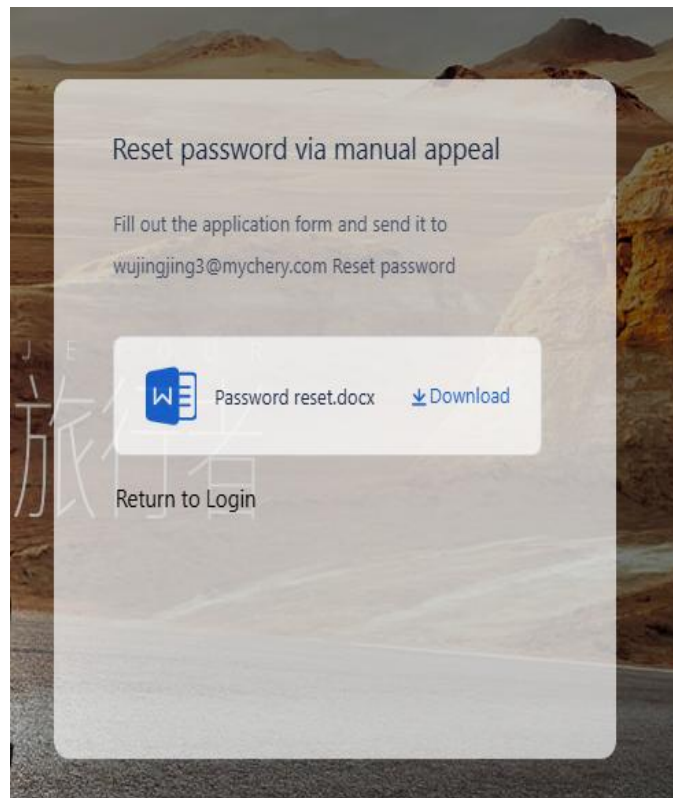 Reset password via manual appeal
Fill out the application form and send it to
wujingjing3@mychery.com Reset password
JETOUR
旅行者
Password reset.docx
Download
Return to Login